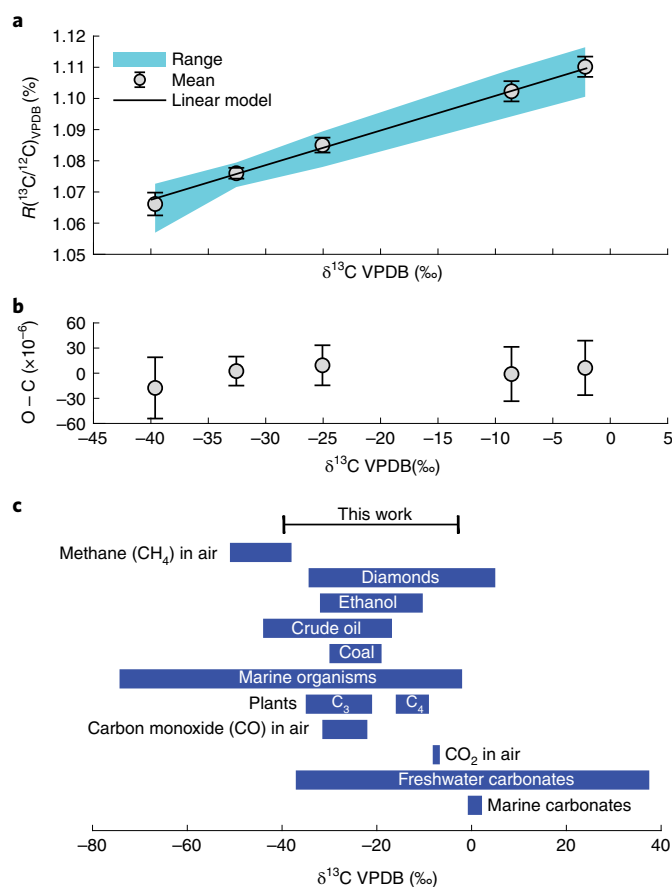 a
1.12
1.11
1.10
1.09
1.08
1.07
1.06
1.05
R(¹³C/¹²C)VPDB (%)
Range
Mean
Linear model
δ¹³C VPDB (‰)
b
60
30
0
−30
−60
O − C (×10⁻⁶)
−45 −40 −35 −30 −25 −20 −15 −10 −5 0 5
δ¹³C VPDB(‰)
c
This work
Methane (CH₄) in air
Diamonds
Ethanol
Crude oil
Coal
Marine organisms
Plants C₃ C₄
Carbon monoxide (CO) in air
CO₂ in air
Freshwater carbonates
Marine carbonates
−80 −60 −40 −20 0 20 40
δ¹³C VPDB (‰)